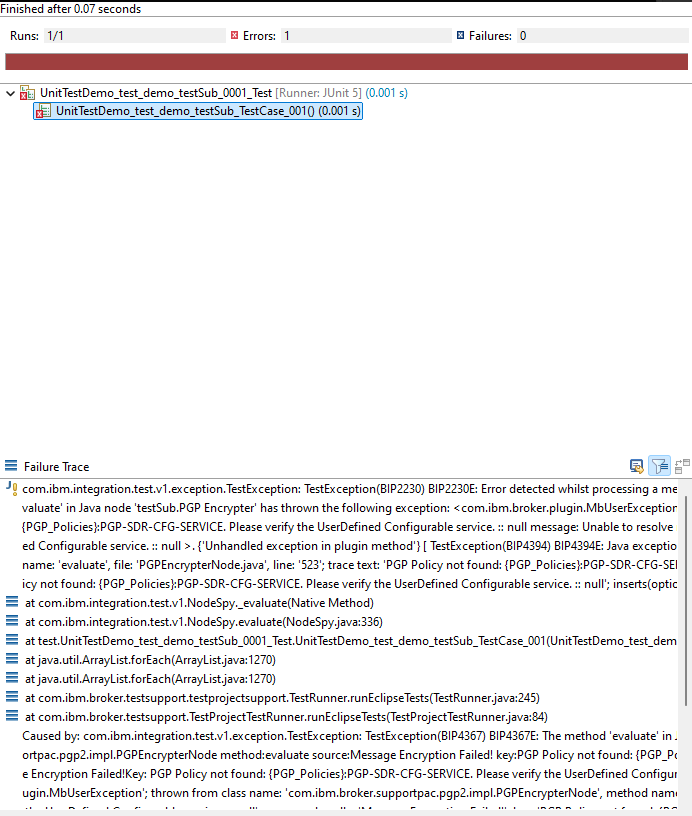 Finished after 0.07 seconds
Runs: 1/1 Errors: 1 Failures: 0
UnitTestDemo_test_demo_testSub_0001_Test [Runner: JUnit 5] (0.001 s)
UnitTestDemo_test_demo_testSub_TestCase_001() (0.001 s)
Failure Trace
com.ibm.integration.test.v1.exception.TestException: TestException(BIP2230) BIP2230E: Error detected whilst processing a me
valuate' in Java node 'testSub.PGP Encrypter' has thrown the following exception: <com.ibm.broker.plugin.MbUserException
{PGP_Policies}:PGP-SDR-CFG-SERVICE. Please verify the UserDefined Configurable service. :: null message: Unable to resolve
ed Configurable service. :: null >. {'Unhandled exception in plugin method'} [ TestException(BIP4394) BIP4394E: Java exceptio
name: 'evaluate', file: 'PGPEncrypterNode.java', line: '523'; trace text: 'PGP Policy not found: {PGP_Policies}:PGP-SDR-CFG-SE
icy not found: {PGP_Policies}:PGP-SDR-CFG-SERVICE. Please verify the UserDefined Configurable service. :: null'; inserts(optic
at com.ibm.integration.test.v1.NodeSpy._evaluate(Native Method)
at com.ibm.integration.test.v1.NodeSpy.evaluate(NodeSpy.java:336)
at test.UnitTestDemo_test_demo_testSub_0001_Test.UnitTestDemo_test_demo_testSub_TestCase_001(UnitTestDemo_test_dem
at java.util.ArrayList.forEach(ArrayList.java:1270)
at java.util.ArrayList.forEach(ArrayList.java:1270)
at com.ibm.broker.testsupport.testprojectsupport.TestRunner.runEclipseTests(TestRunner.java:245)
at com.ibm.broker.testsupport.TestProjectTestRunner.runEclipseTests(TestProjectTestRunner.java:84)
Caused by: com.ibm.integration.test.v1.exception.TestException: TestException(BIP4367) BIP4367E: The method 'evaluate' in J
ortpac.pgp2.impl.PGPEncrypterNode method:evaluate source:Message Encryption Failed! key:PGP Policy not found: {PGP_Po
e Encryption Failed!Key: PGP Policy not found: {PGP_Policies}:PGP-SDR-CFG-SERVICE. Please verify the UserDefined Configur
ugin.MbUserException'; thrown from class name: 'com.ibm.broker.supportpac.pgp2.impl.PGPEncrypterNode', method name